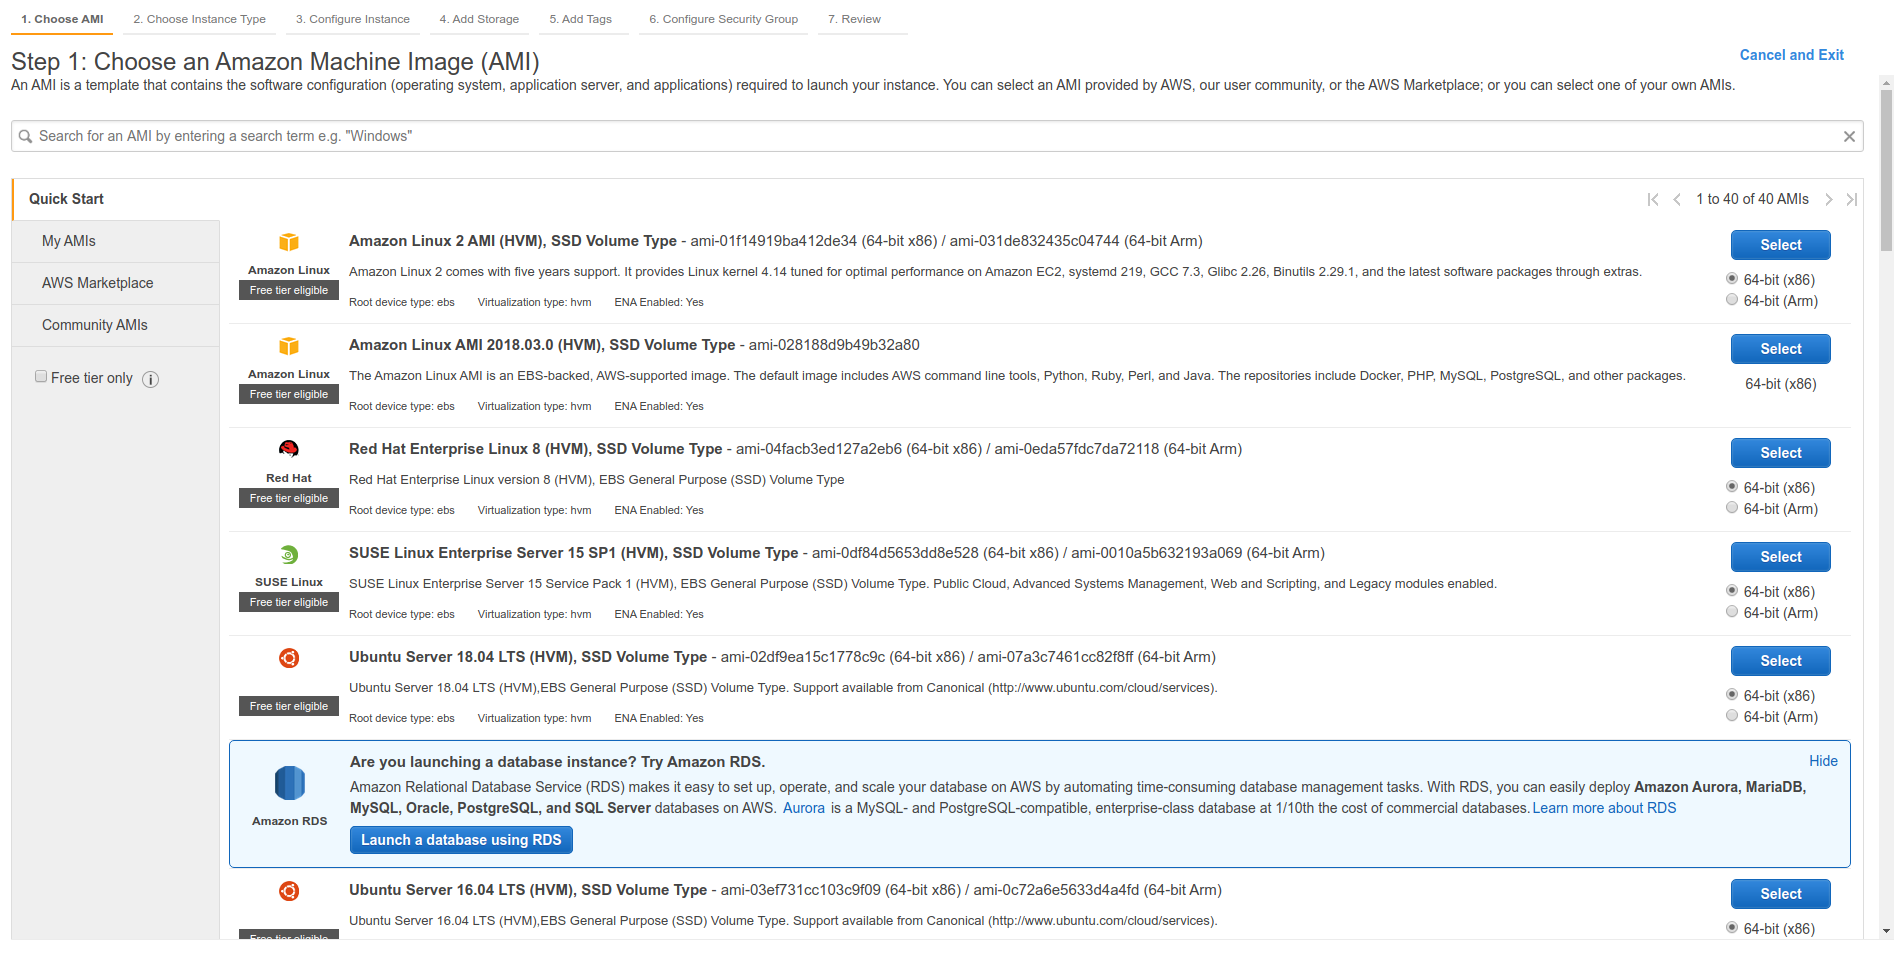 1. Choose AMI 2. Choose Instance Type 3. Configure Instance 4. Add Storage 5. Add Tags 6. Configure Security Group 7. Review
Step 1: Choose an Amazon Machine Image (AMI)
Cancel and Exit
An AMI is a template that contains the software configuration (operating system, application server, and applications) required to launch your instance. You can select an AMI provided by AWS, our user community, or the AWS Marketplace; or you can select one of your own AMIs.
Search for an AMI by entering a search term e.g. "Windows"
Quick Start
1 to 40 of 40 AMIs
My AMIs
AWS Marketplace
Community AMIs
Free tier only
Amazon Linux
Free tier eligible
Amazon Linux 2 AMI (HVM), SSD Volume Type - ami-01f14919ba412de34 (64-bit x86) / ami-031de832435c04744 (64-bit Arm)
Amazon Linux 2 comes with five years support. It provides Linux kernel 4.14 tuned for optimal performance on Amazon EC2, systemd 219, GCC 7.3, Glibc 2.26, Binutils 2.29.1, and the latest software packages through extras.
Root device type: ebs Virtualization type: hvm ENA Enabled: Yes
Select
64-bit (x86)
64-bit (Arm)
Amazon Linux
Free tier eligible
Amazon Linux AMI 2018.03.0 (HVM), SSD Volume Type - ami-028188d9b49b32a80
The Amazon Linux AMI is an EBS-backed, AWS-supported image. The default image includes AWS command line tools, Python, Ruby, Perl, and Java. The repositories include Docker, PHP, MySQL, PostgreSQL, and other packages.
Root device type: ebs Virtualization type: hvm ENA Enabled: Yes
Select
64-bit (x86)
Red Hat
Free tier eligible
Red Hat Enterprise Linux 8 (HVM), SSD Volume Type - ami-04facb3ed127a2eb6 (64-bit x86) / ami-0eda57fdc7da72118 (64-bit Arm)
Red Hat Enterprise Linux version 8 (HVM), EBS General Purpose (SSD) Volume Type
Root device type: ebs Virtualization type: hvm ENA Enabled: Yes
Select
64-bit (x86)
64-bit (Arm)
SUSE Linux
Free tier eligible
SUSE Linux Enterprise Server 15 SP1 (HVM), SSD Volume Type - ami-0df84d5653dd8e528 (64-bit x86) / ami-0010a5b632193a069 (64-bit Arm)
SUSE Linux Enterprise Server 15 Service Pack 1 (HVM), EBS General Purpose (SSD) Volume Type. Public Cloud, Advanced Systems Management, Web and Scripting, and Legacy modules enabled.
Root device type: ebs Virtualization type: hvm ENA Enabled: Yes
Select
64-bit (x86)
64-bit (Arm)
Free tier eligible
Ubuntu Server 18.04 LTS (HVM), SSD Volume Type - ami-02df9ea15c1778c9c (64-bit x86) / ami-07a3c7461cc82f8ff (64-bit Arm)
Ubuntu Server 18.04 LTS (HVM),EBS General Purpose (SSD) Volume Type. Support available from Canonical (http://www.ubuntu.com/cloud/services).
Root device type: ebs Virtualization type: hvm ENA Enabled: Yes
Select
64-bit (x86)
64-bit (Arm)
Amazon RDS
Are you launching a database instance? Try Amazon RDS.
Hide
Amazon Relational Database Service (RDS) makes it easy to set up, operate, and scale your database on AWS by automating time-consuming database management tasks. With RDS, you can easily deploy Amazon Aurora, MariaDB,
MySQL, Oracle, PostgreSQL, and SQL Server databases on AWS. Aurora is a MySQL- and PostgreSQL-compatible, enterprise-class database at 1/10th the cost of commercial databases. Learn more about RDS
Launch a database using RDS
Free tier eligible
Ubuntu Server 16.04 LTS (HVM), SSD Volume Type - ami-03ef731cc103c9f09 (64-bit x86) / ami-0c72a6e5633d4a4fd (64-bit Arm)
Ubuntu Server 16.04 LTS (HVM),EBS General Purpose (SSD) Volume Type. Support available from Canonical (http://www.ubuntu.com/cloud/services).
Select
64-bit (x86)